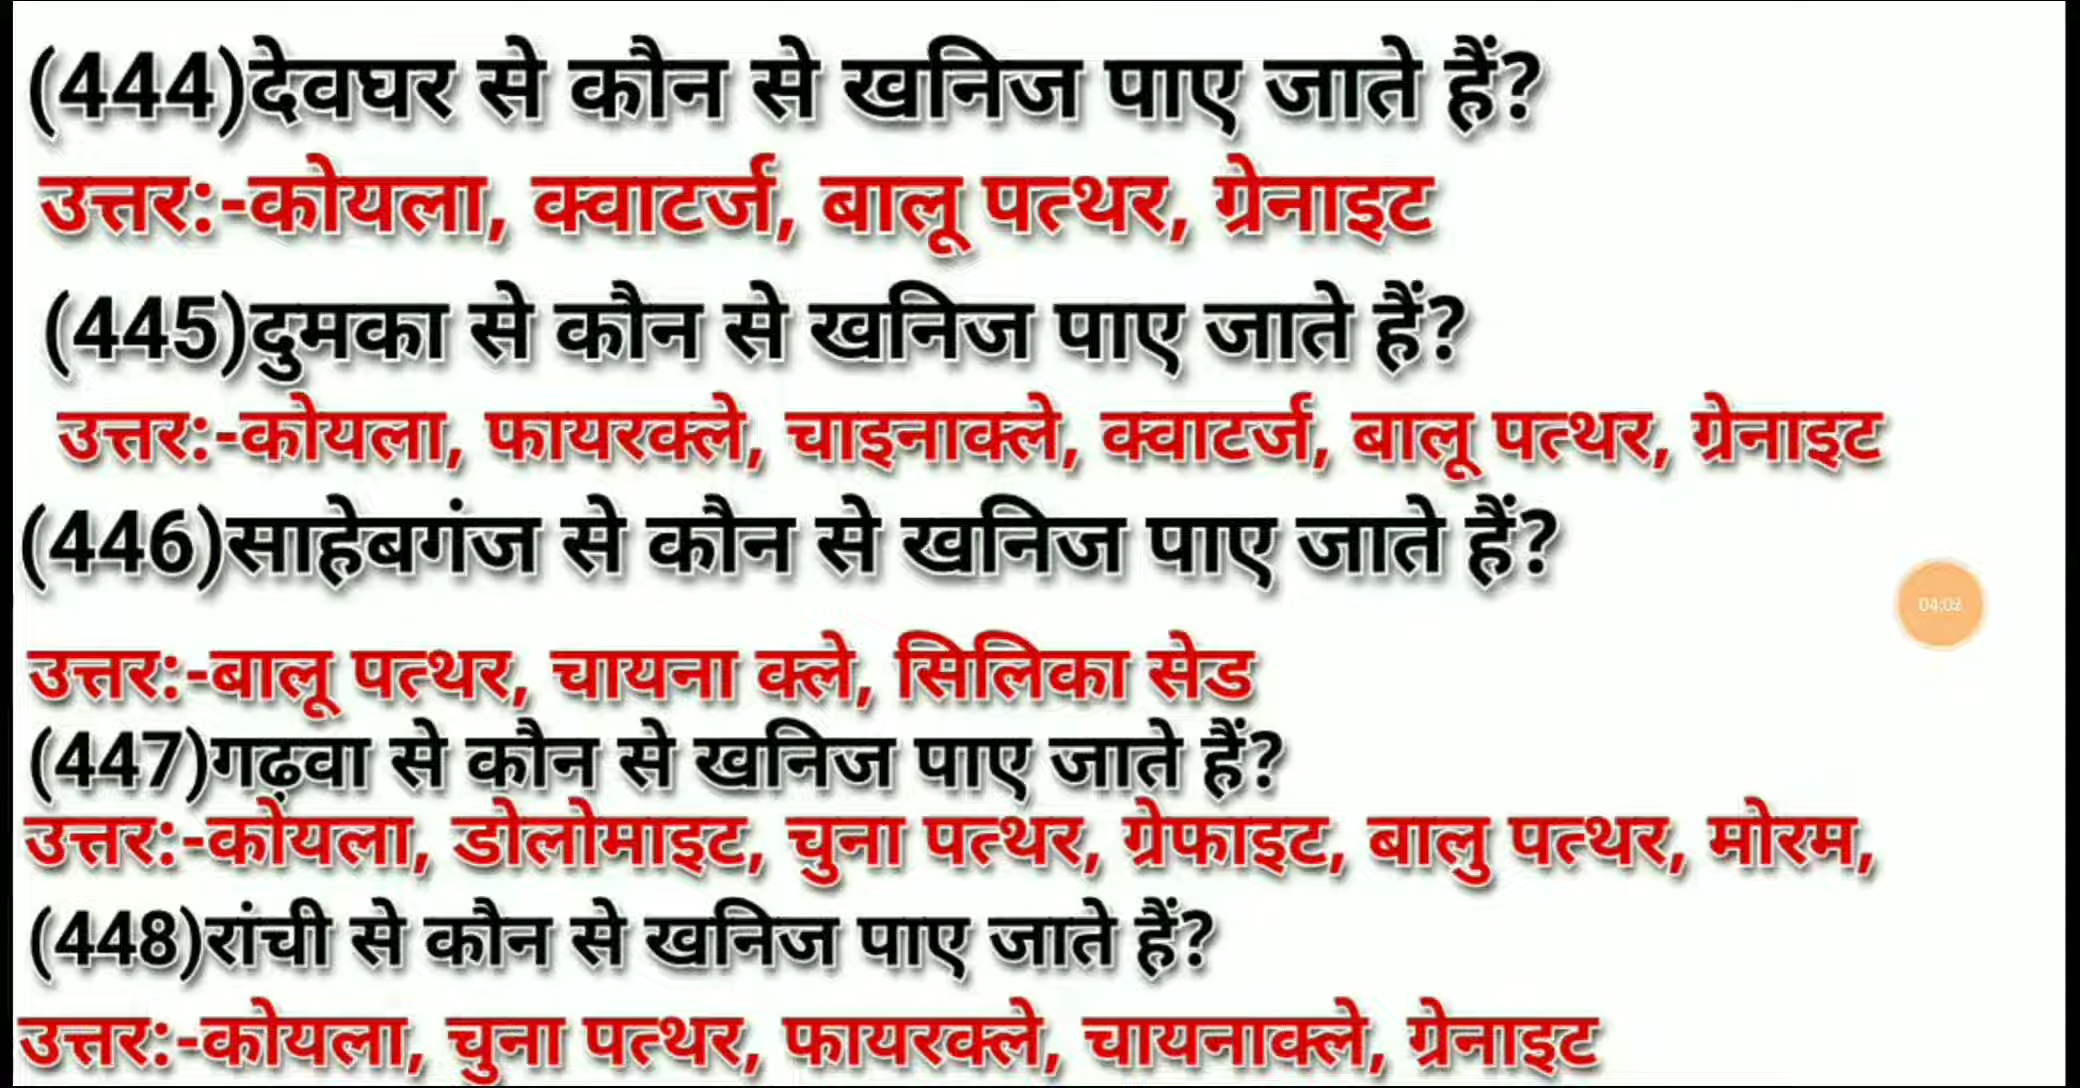 (444)देवघर से कौन से खनिज पाए जाते हैं?
उत्तर:-कोयला, क्वाटर्ज, बालू पत्थर, ग्रेनाइट
(445)दुमका से कौन से खनिज पाए जाते हैं?
उत्तर:-कोयला, फायरक्ले, चाइनाक्ले, क्वाटर्ज, बालू पत्थर, ग्रेनाइट
(446)साहेबगंज से कौन से खनिज पाए जाते हैं?
04:02
उत्तर:-बालू पत्थर, चायना क्ले, सिलिका सेड
(447)गढ़वा से कौन से खनिज पाए जाते हैं?
उत्तर:-कोयला, डोलोमाइट, चुना पत्थर, ग्रेफाइट, बालु पत्थर, मोरम,
(448)रांची से कौन से खनिज पाए जाते हैं?
उत्तर:-कोयला, चुना पत्थर, फायरक्ले, चायनाक्ले, ग्रेनाइट